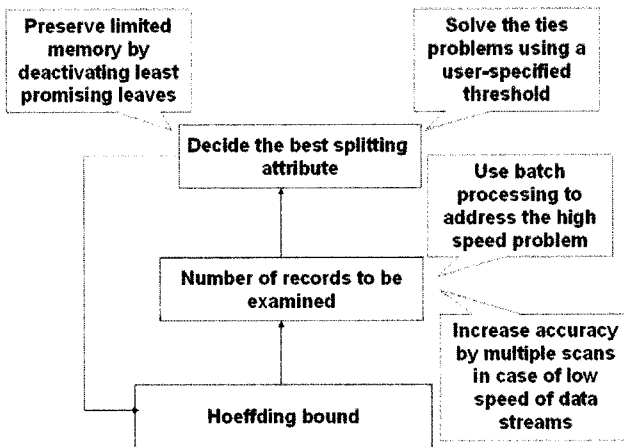 Preserve limited
memory by
deactivating least
promising leaves
Solve the ties
problems using a
user-specified
threshold
Decide the best splitting
attribute
Use batch
processing to
address the high
speed problem
Number of records to be
examined
Increase accuracy
by multiple scans
in case of low
speed of data
streams
Hoeffding bound